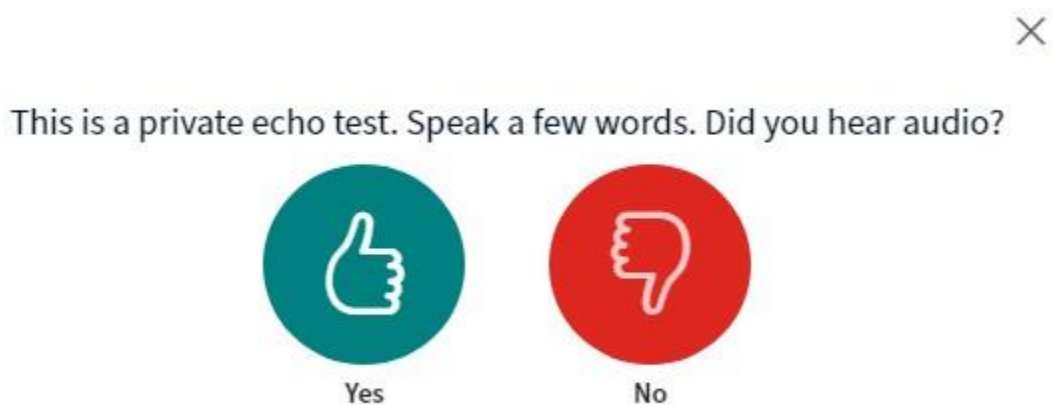 This is a private echo test. Speak a few words. Did you hear audio?
Yes No